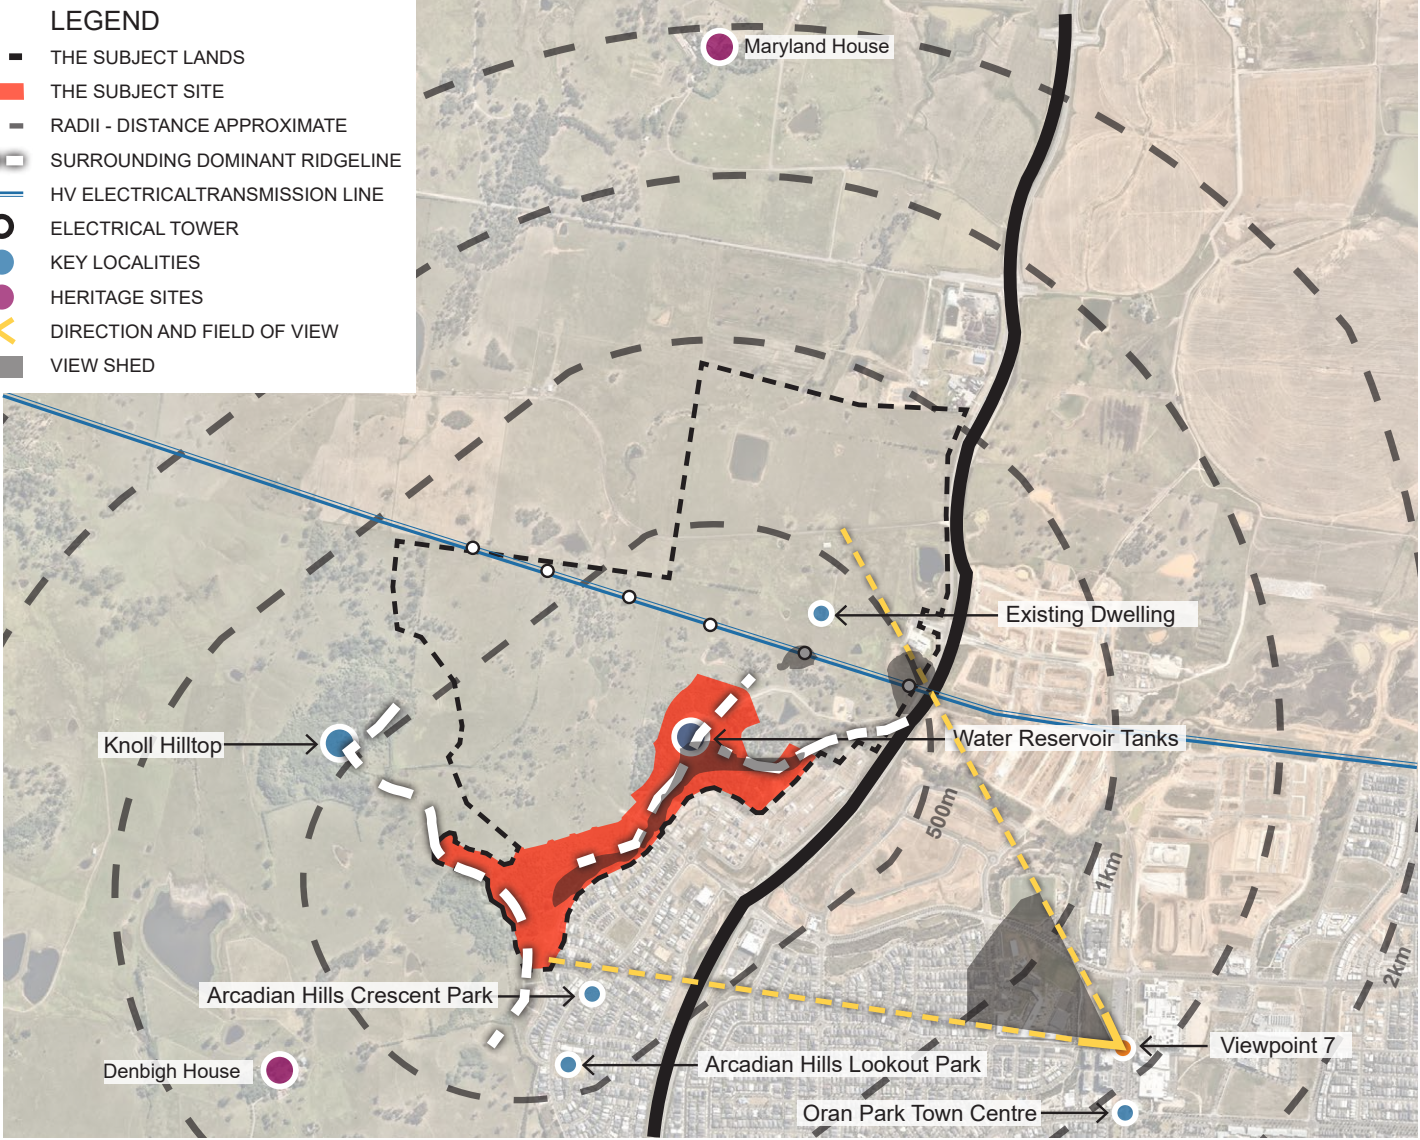 LEGEND
THE SUBJECT LANDS
THE SUBJECT SITE
RADII - DISTANCE APPROXIMATE
SURROUNDING DOMINANT RIDGELINE
HV ELECTRICALTRANSMISSION LINE
ELECTRICAL TOWER
KEY LOCALITIES
HERITAGE SITES
DIRECTION AND FIELD OF VIEW
VIEW SHED
Maryland House
Existing Dwelling
Knoll Hilltop
Water Reservoir Tanks
500m
1km
2km
Arcadian Hills Crescent Park
Viewpoint 7
Denbigh House
Arcadian Hills Lookout Park
Oran Park Town Centre